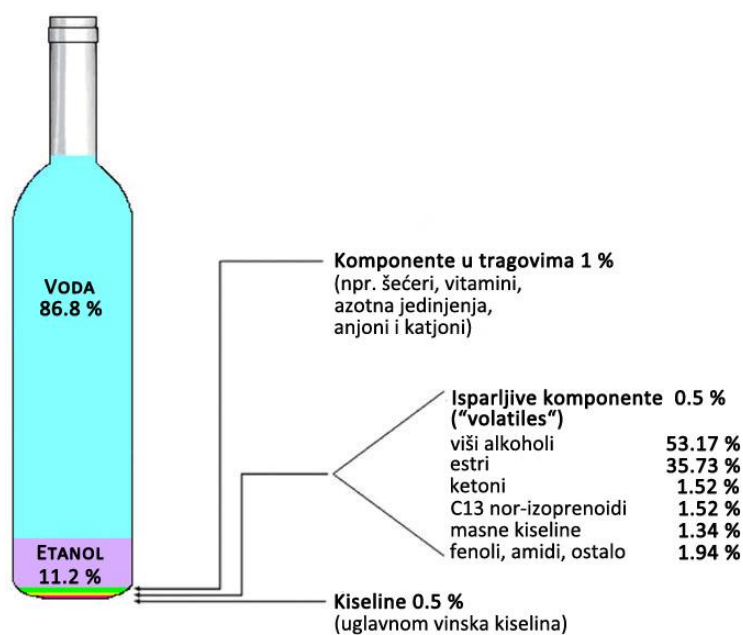 VODA
86.8 %
ETANOL
11.2 %
Komponente u tragovima 1 %
(npr. šećeri, vitamini,
azotna jedinjenja,
anjoni i katjoni)
Isparljive komponente 0.5 %
("volatiles“)
viši alkoholi 53.17 %
estri 35.73 %
ketoni 1.52 %
C13 nor-izoprenoidi 1.52 %
masne kiseline 1.34 %
fenoli, amidi, ostalo 1.94 %
Kiseline 0.5 %
(uglavnom vinska kiselina)